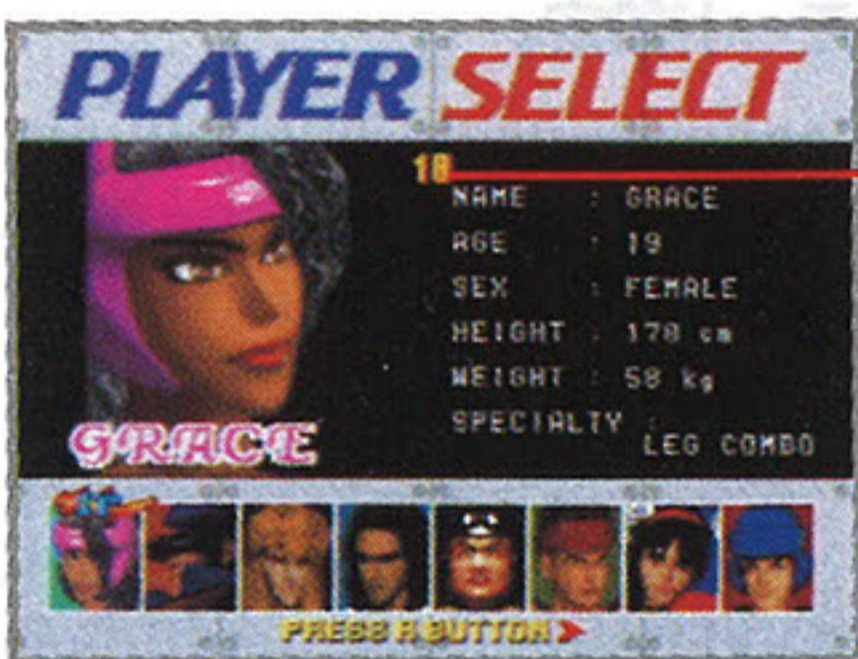 PLAYER SELECT
18
NAME : GRACE
AGE : 19
SEX : FEMALE
HEIGHT : 178 cm
WEIGHT : 58 kg
SPECIALTY :
LEG COMBO
GRACE
PRESS A BUTTON